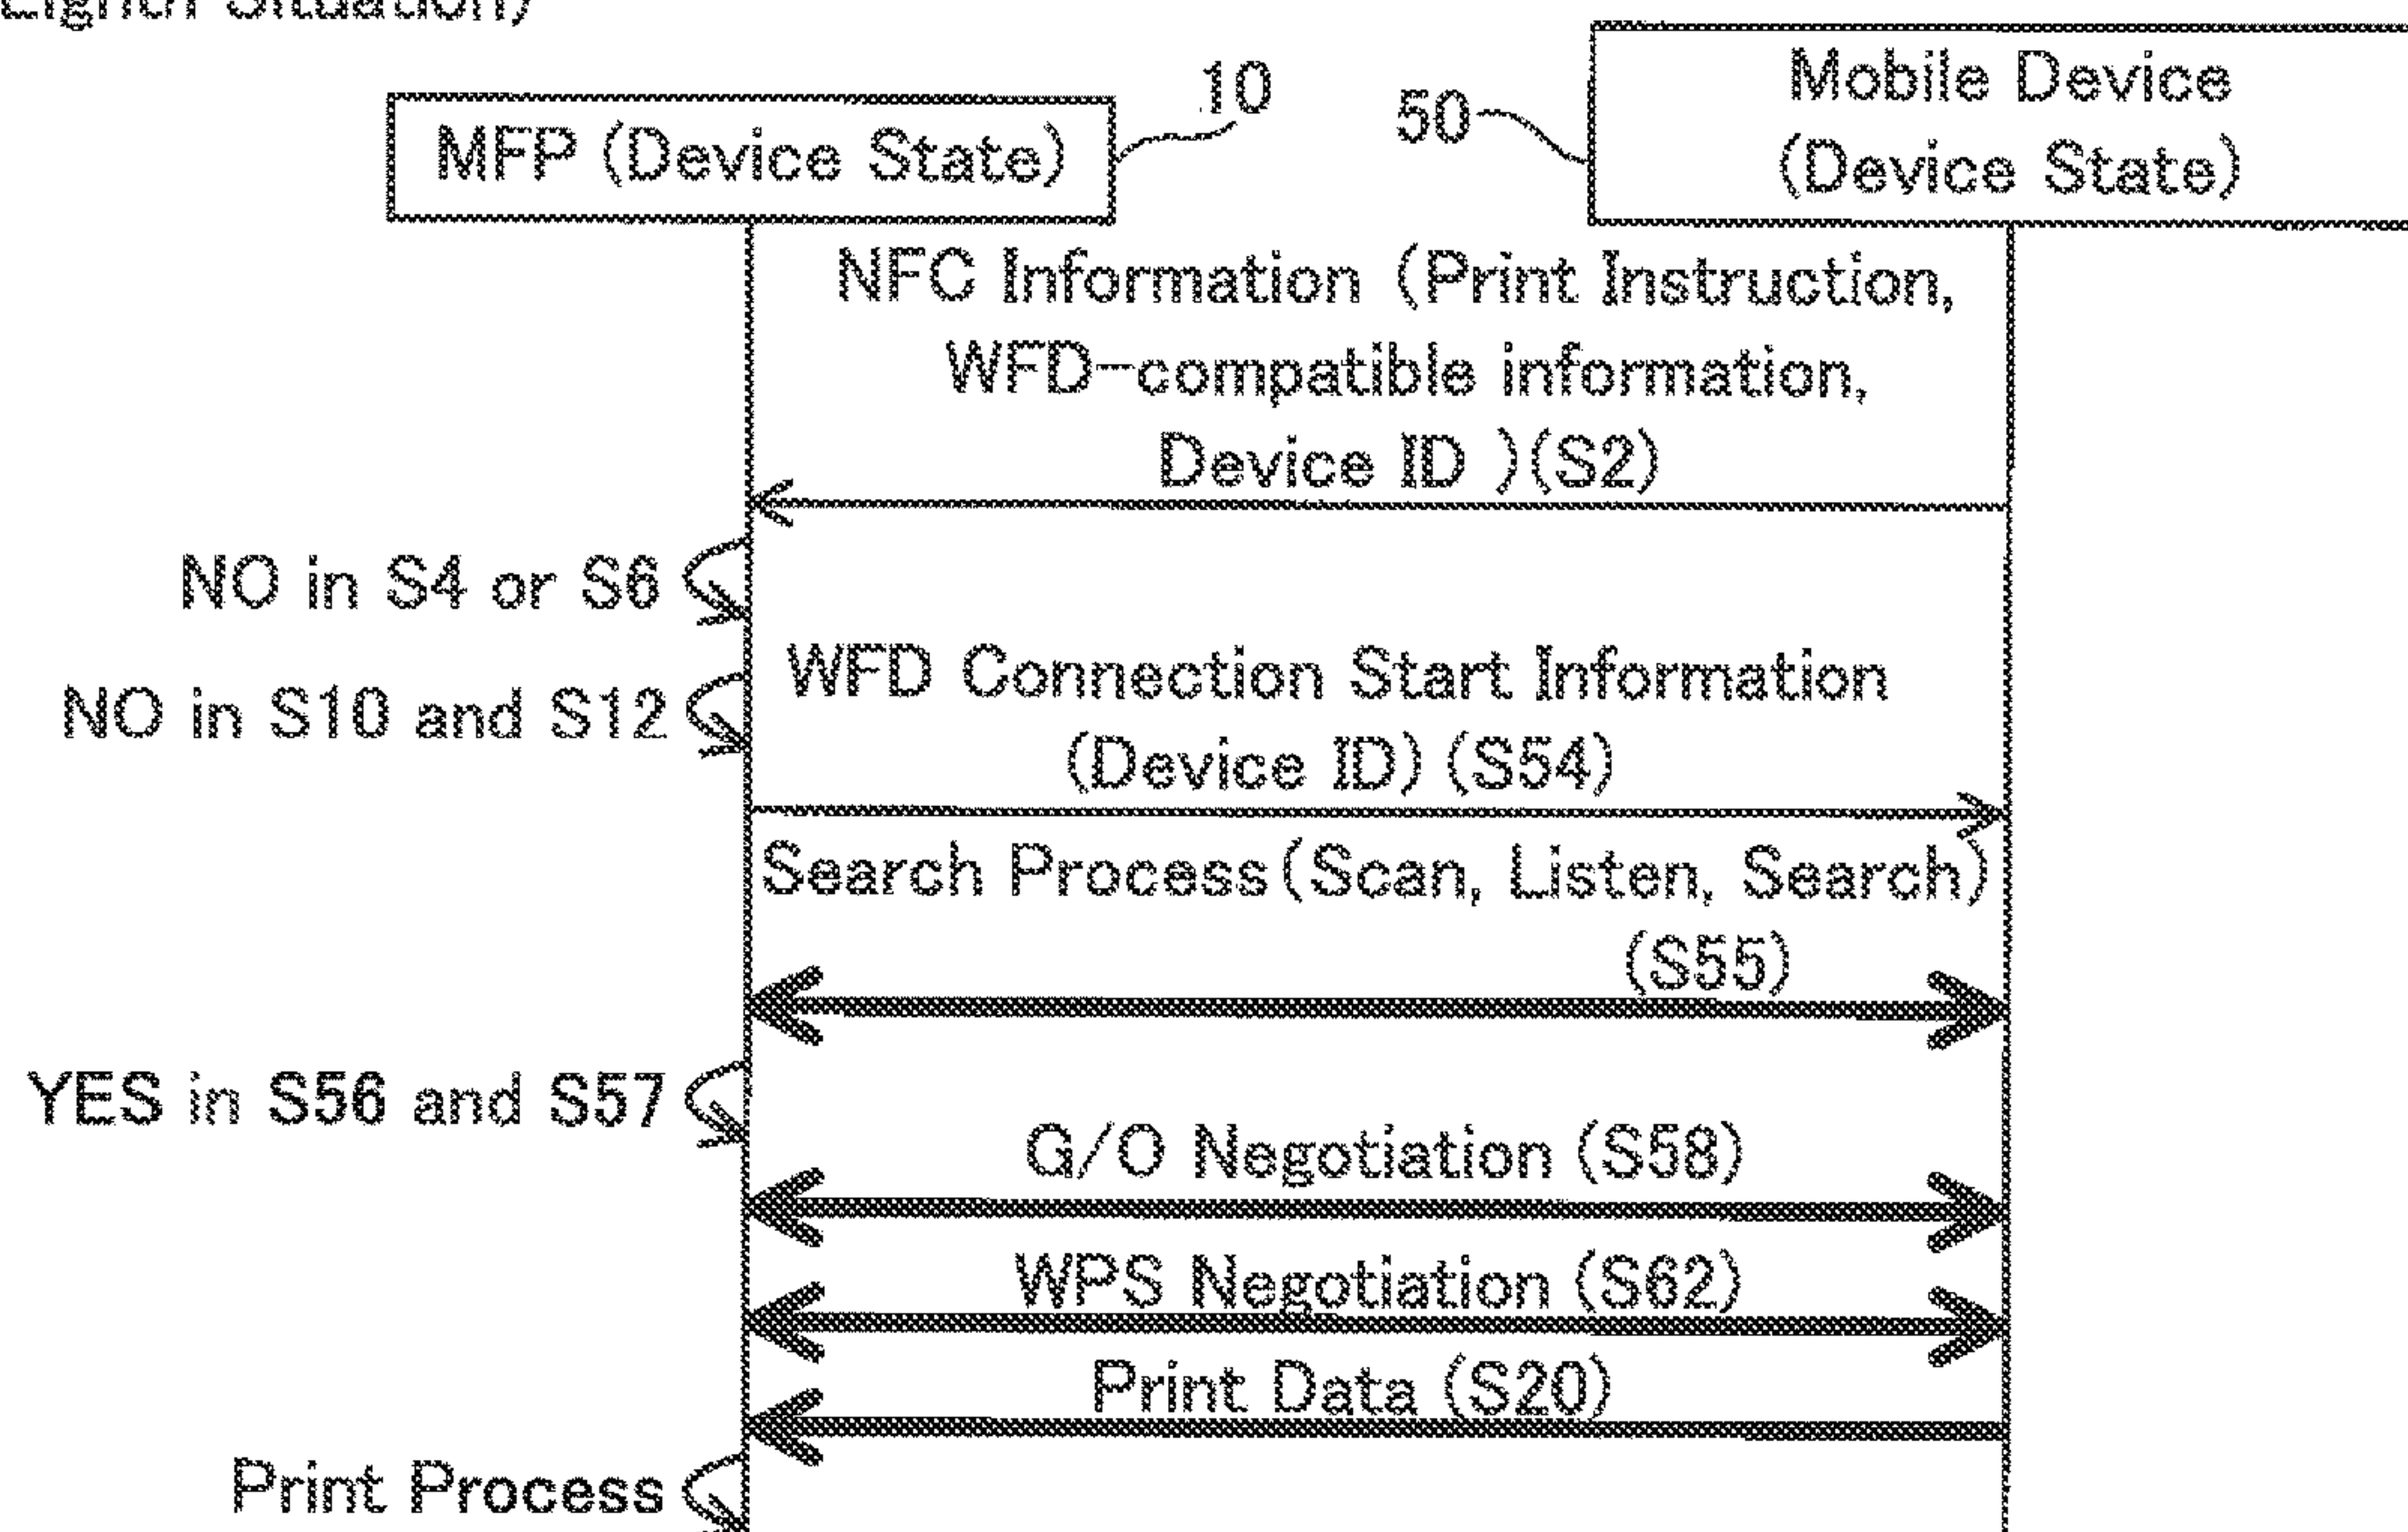 Eighth Situation)
10
50
Mobile Device
(Device State)
MFP (Device State)
NFC Information (Print Instruction,
WFD-compatible information,
Device ID )(S2)
NO in S4 or S6
WFD Connection Start Information
NO in S10 and S12
(Device ID) (S54)
Search Process(Scan, Listen, Search)
(S55)
YES in S56 and S57
G/O Negotiation (S58)
WPS Negotiation (S62)
Print Data (S20)
Print Process